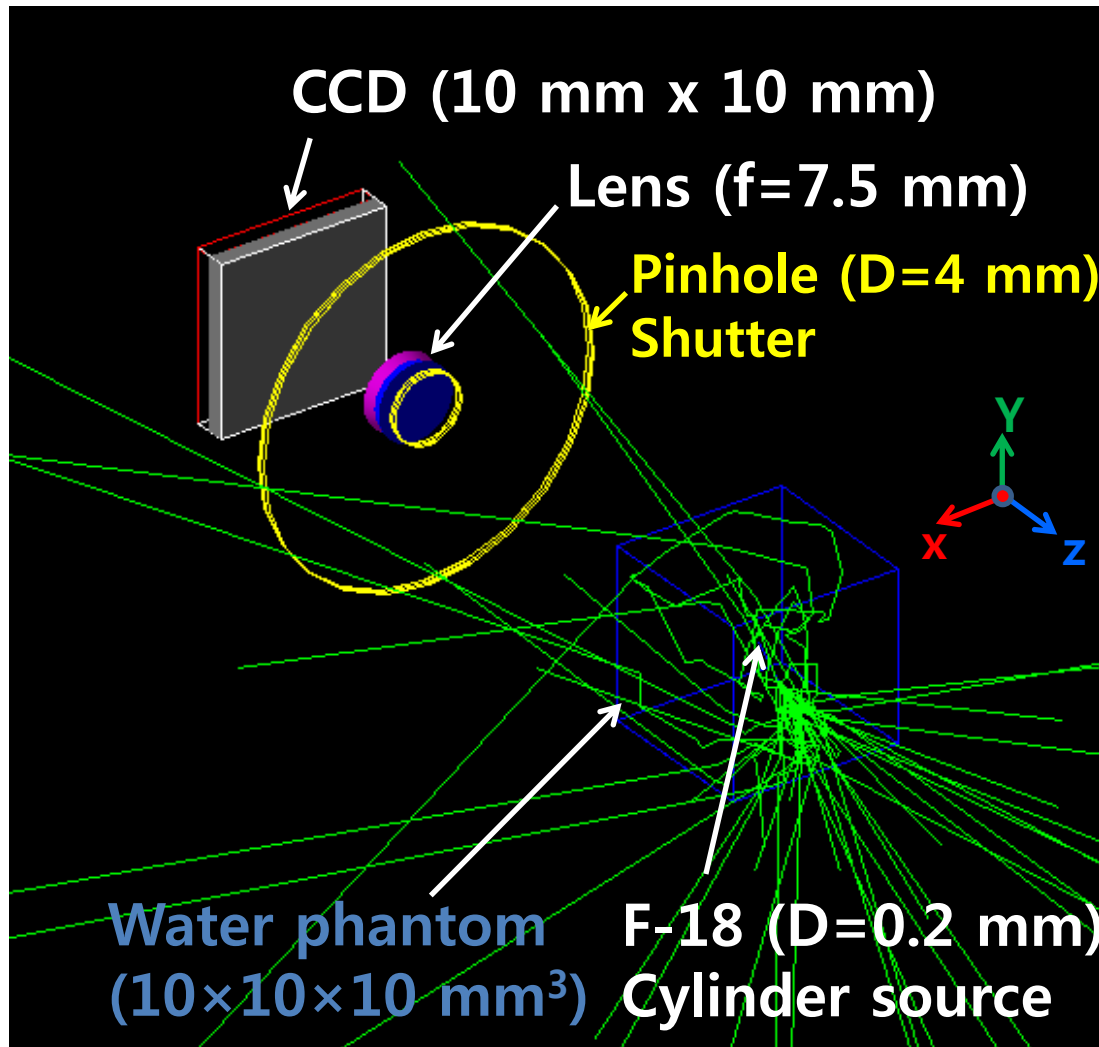 CCD (10 mm x 10 mm)
Lens (f=7.5 mm)
Pinhole (D=4 mm)
Shutter
Y
x
z
Water phantom
(10×10×10 mm³)
F-18 (D=0.2 mm)
Cylinder source